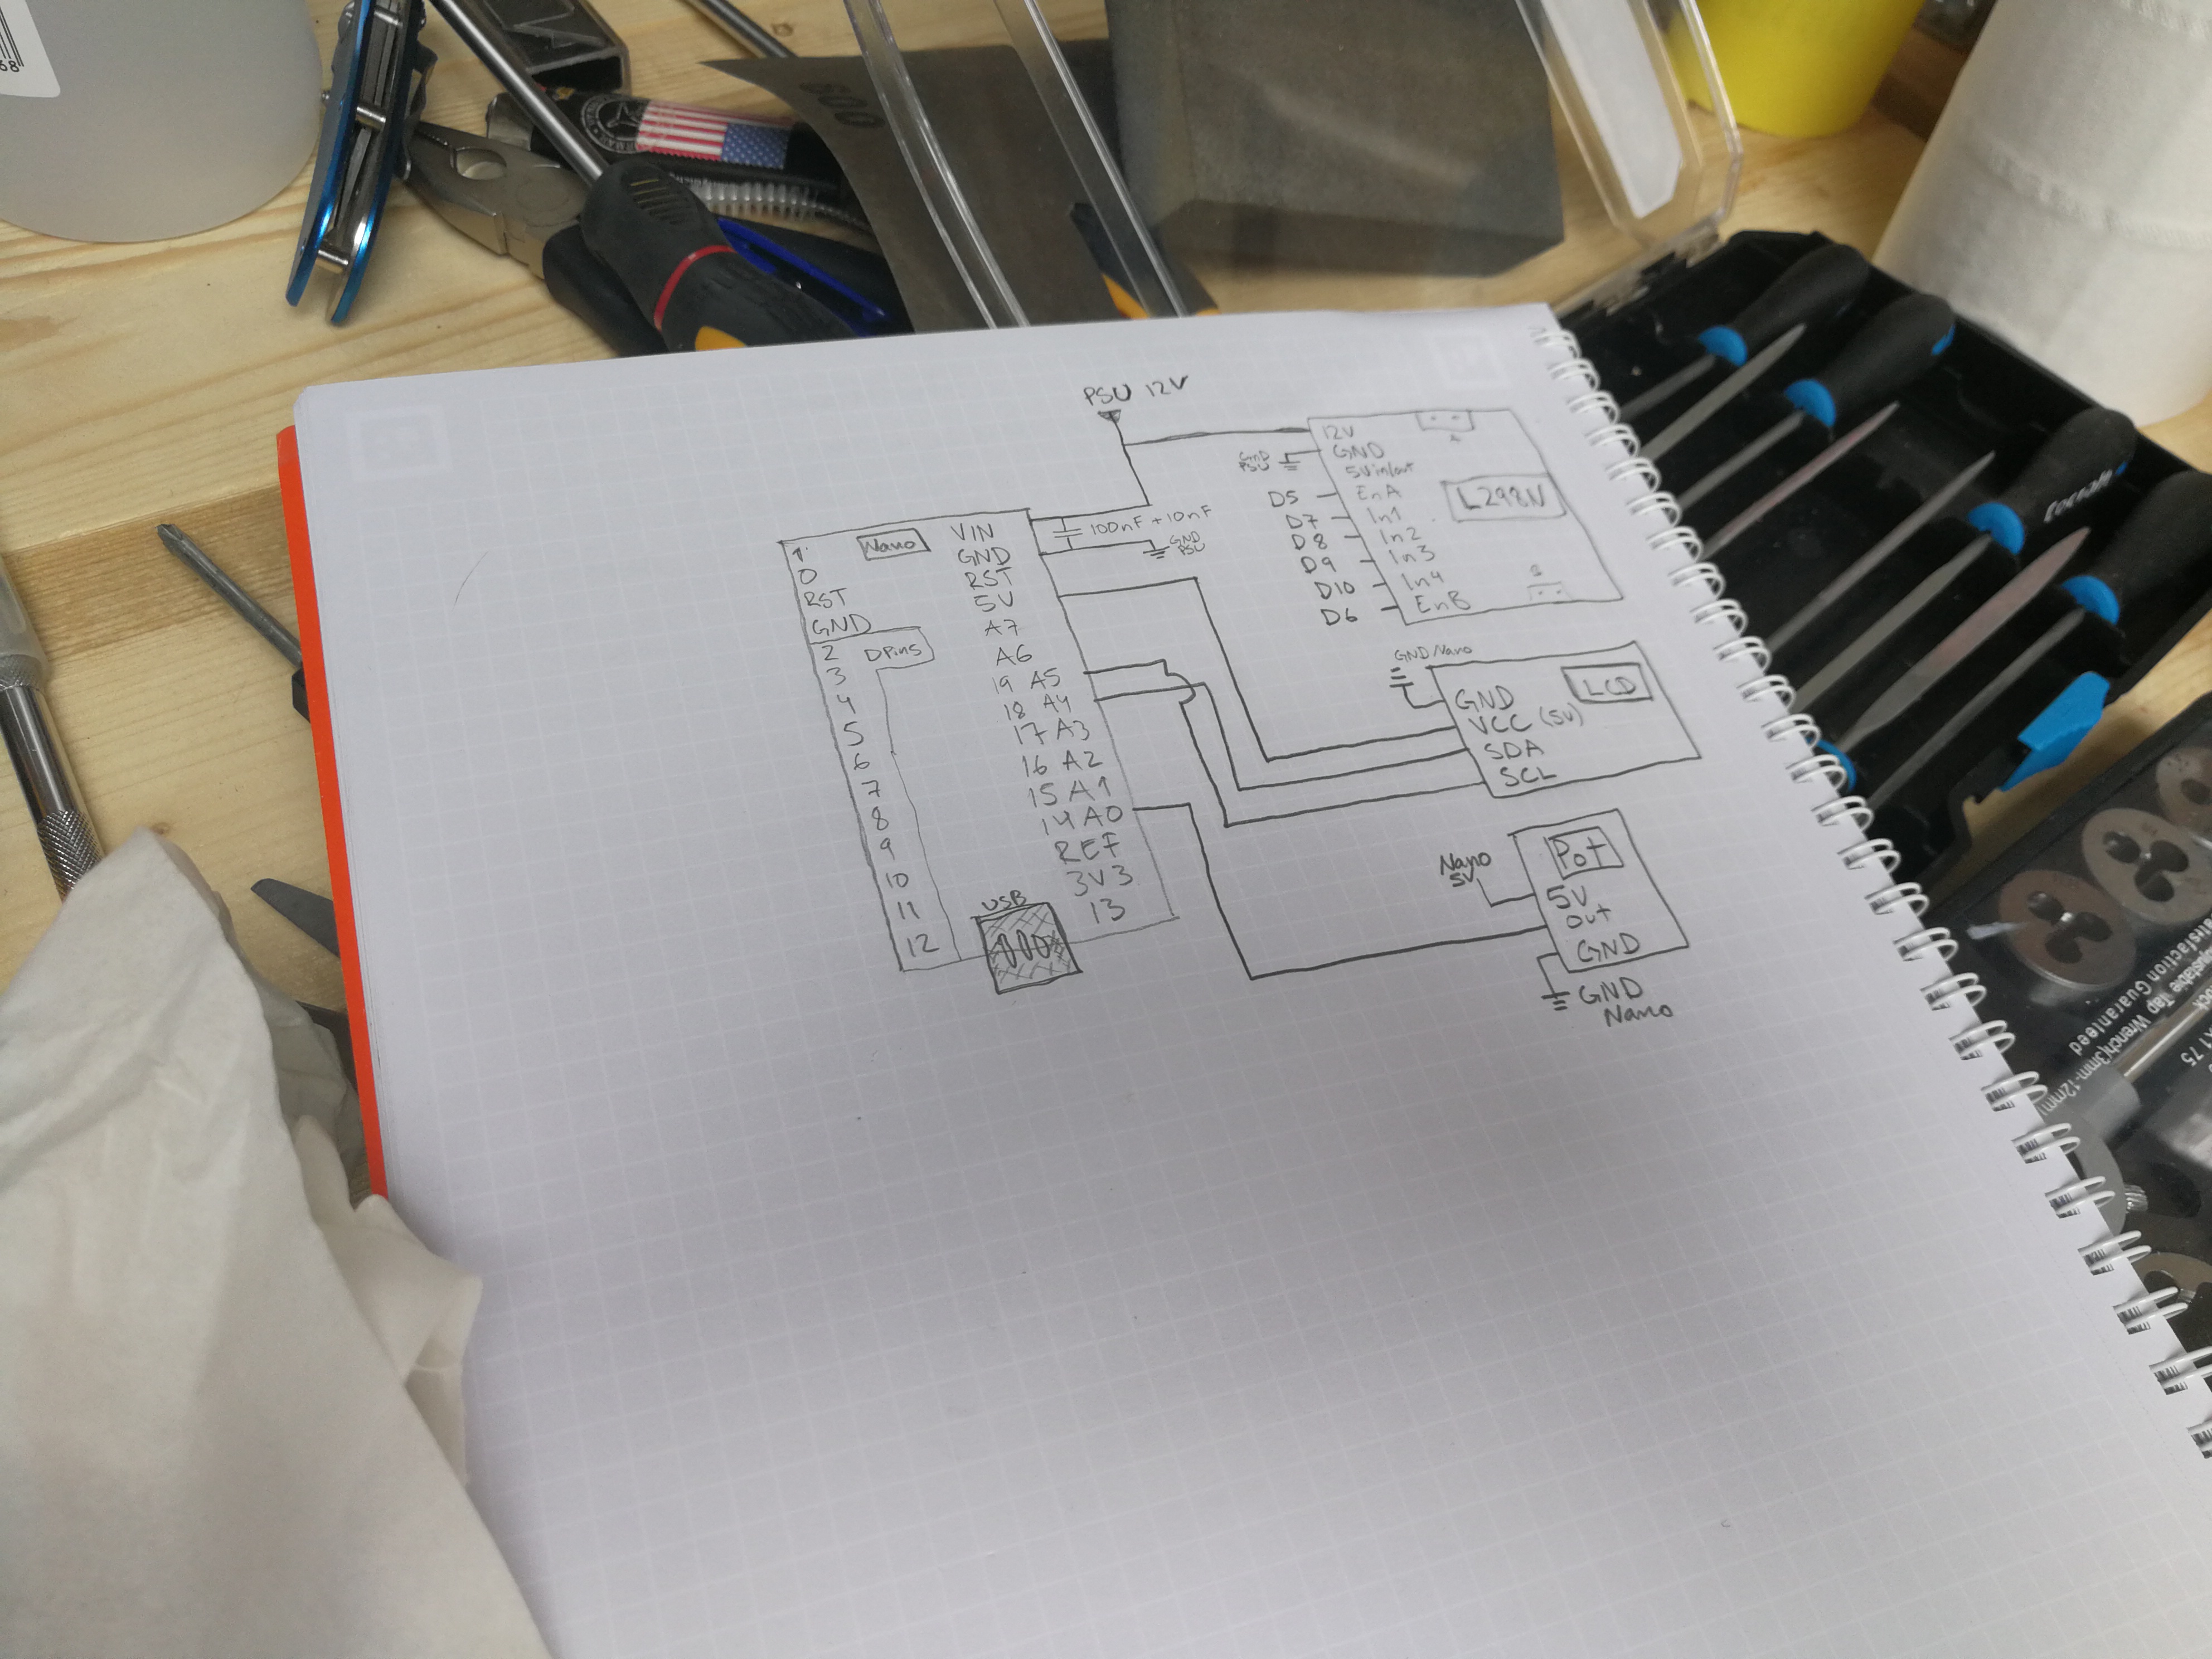 68
600
PSU 12V
12V
GND
5V in/out
EnA
In1
In2
In3
In4
EnB
L298N
A
B
GND
PSU
D5
D7
D8
D9
D10
D6
100nF + 10nF
GND
PSU
Nano
1
0
RST
GND
2 DPins
3
4
5
6
7
8
9
10
11
12
VIN
GND
RST
5V
A7
A6
19 A5
18 A4
17 A3
16 A2
15 A1
14 A0
REF
3V3
13
USB
GND Nano
LCD
GND
VCC (5V)
SDA
SCL
Nano
5V
Pot
5V
Out
GND
GND
Nano
Tap Wrench(3mm-12mm)
Satisfaction Guaranteed